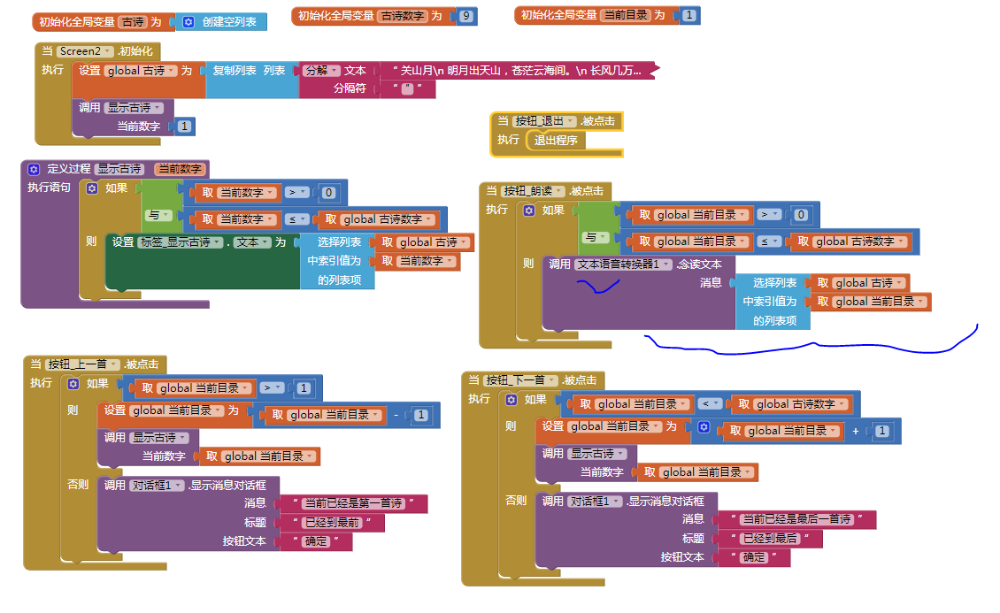 初始化全局变量 古诗 为 创建空列表
初始化全局变量 古诗数字 为 9
初始化全局变量 当前目录 为 1
当 Screen2 .初始化
执行 设置 global 古诗 为 复制列表 列表 分解 文本 “ 关山月\n 明月出天山，苍茫云海间。\n 长风几万...
分隔符 “ " ”
调用 显示古诗
当前数字 1
当 按钮_退出 .被点击
执行 退出程序
定义过程 显示古诗 当前数字
执行语句 如果 取 当前数字 > 0
与
取 当前数字 ≤ 取 global 古诗数字
则 设置 标签_显示古诗 . 文本 为 选择列表 取 global 古诗
中索引值为 取 当前数字
的列表项
当 按钮_朗读 .被点击
执行 如果 取 global 当前目录 > 0
与
取 global 当前目录 ≤ 取 global 古诗数字
则 调用 文本语音转换器1 .念读文本
消息 选择列表 取 global 古诗
中索引值为 取 global 当前目录
的列表项
当 按钮_上一首 .被点击
执行 如果 取 global 当前目录 > 1
则 设置 global 当前目录 为 取 global 当前目录 - 1
调用 显示古诗
当前数字 取 global 当前目录
否则 调用 对话框1 .显示消息对话框
消息 “ 当前已经是第一首诗 ”
标题 “ 已经到最前 ”
按钮文本 “ 确定 ”
当 按钮_下一首 .被点击
执行 如果 取 global 当前目录 < 取 global 古诗数字
则 设置 global 当前目录 为 取 global 当前目录 + 1
调用 显示古诗
当前数字 取 global 当前目录
否则 调用 对话框1 .显示消息对话框
消息 “ 当前已经是最后一首诗 ”
标题 “ 已经到最后 ”
按钮文本 “ 确定 ”